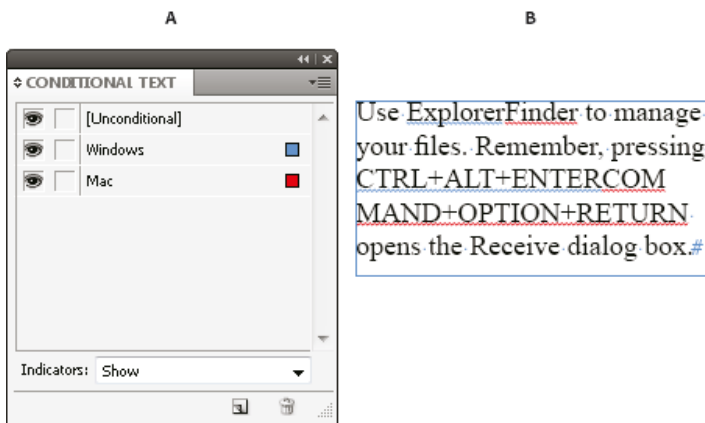 A
B
CONDITIONAL TEXT
[Unconditional]
Windows
Mac
Indicators: Show
Use ExplorerFinder to manage
your files. Remember, pressing
CTRL+ALT+ENTERCOM
MAND+OPTION+RETURN
opens the Receive dialog box.#